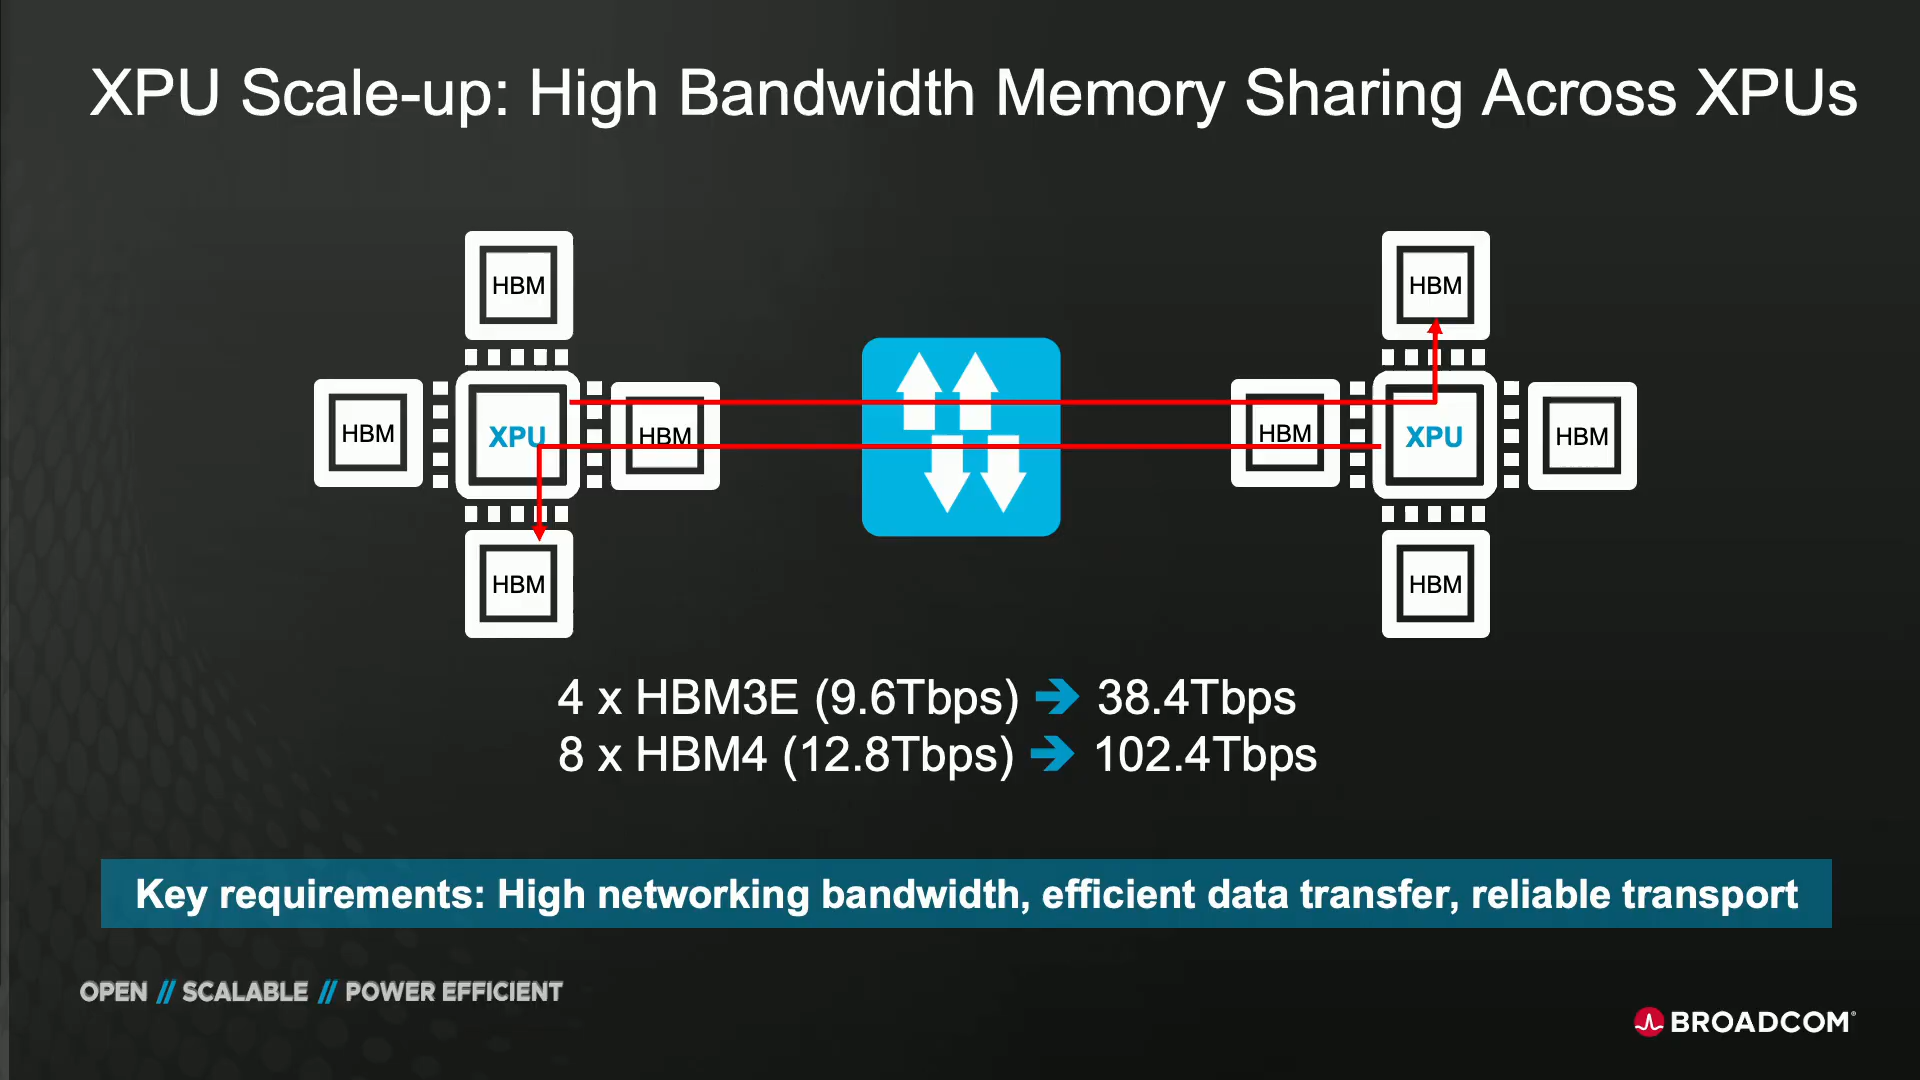 XPU Scale-up: High Bandwidth Memory Sharing Across XPUs
HBM
HBM
HBM
XPU
HBM
HBM
HBM
XPU
HBM
HBM
HBM
4 x HBM3E (9.6Tbps) ➔ 38.4Tbps
8 x HBM4 (12.8Tbps) ➔ 102.4Tbps
Key requirements: High networking bandwidth, efficient data transfer, reliable transport
OPEN // SCALABLE // POWER EFFICIENT
BROADCOM®